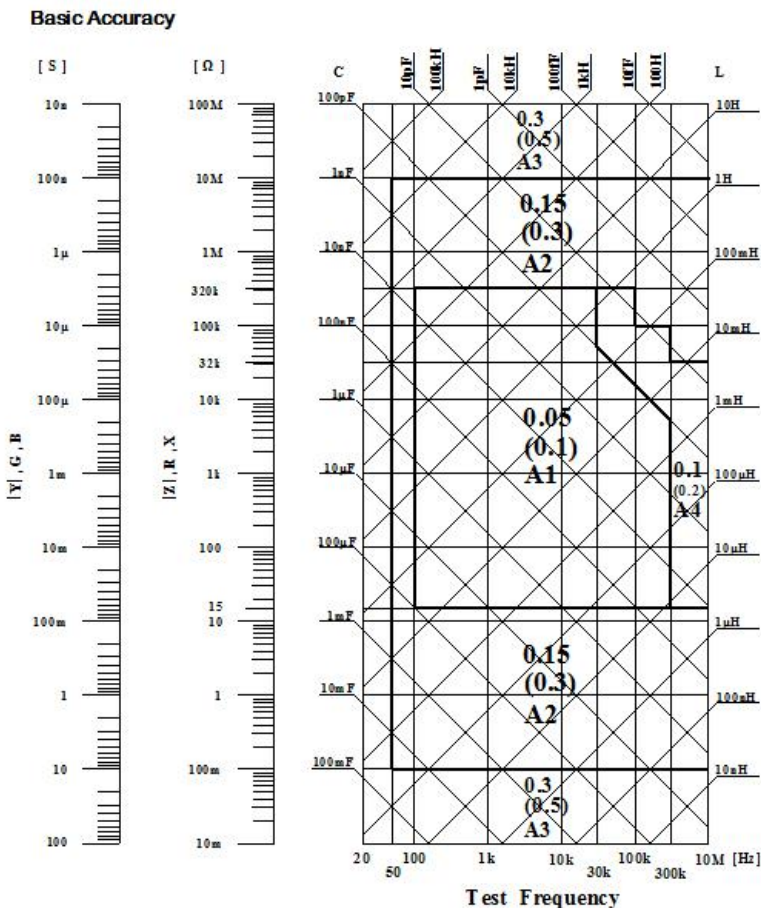 Basic Accuracy
[ S ]
[ Ω ]
C
10pF
100kH
1pF
10kH
100fF
1kH
10fF
100H
L
10n
100M
100pF
10H
0.3
(0.5)
A3
100n
10M
1nF
1H
0.15
(0.3)
A2
1μ
1M
10nF
100mH
320k
10μ
100k
100nF
10mH
32k
100μ
10k
1μF
1mH
0.05
(0.1)
A1
1m
1k
10μF
100μH
0.1
(0.2)
A4
|Y|,G,B
|Z|,R,X
10m
100
100μF
10μH
15
100m
10
1mF
1μH
0.15
(0.3)
A2
1
1
10mF
100nH
10
100m
100mF
10nH
0.3
(0.5)
A3
100
10m
20
50
100
1k
10k
30k
100k
300k
10M
[Hz]
Test Frequency